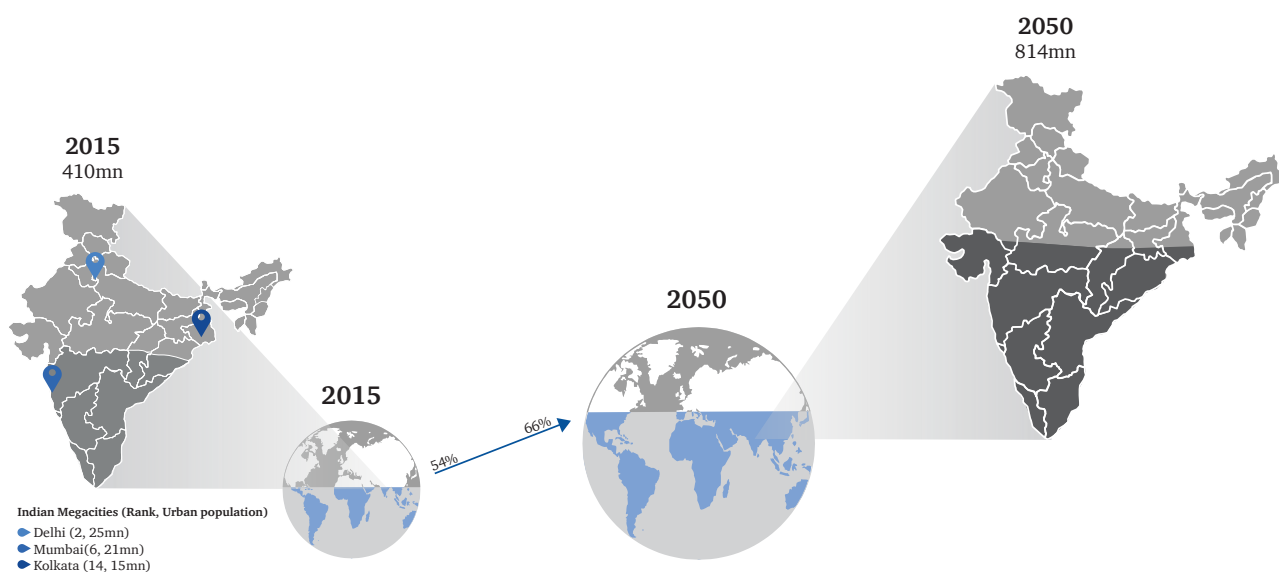 2015
410mn
Indian Megacities (Rank, Urban population)
Delhi (2, 25mn)
Mumbai(6, 21mn)
Kolkata (14, 15mn)
2015
54%
66%
2050
2050
814mn